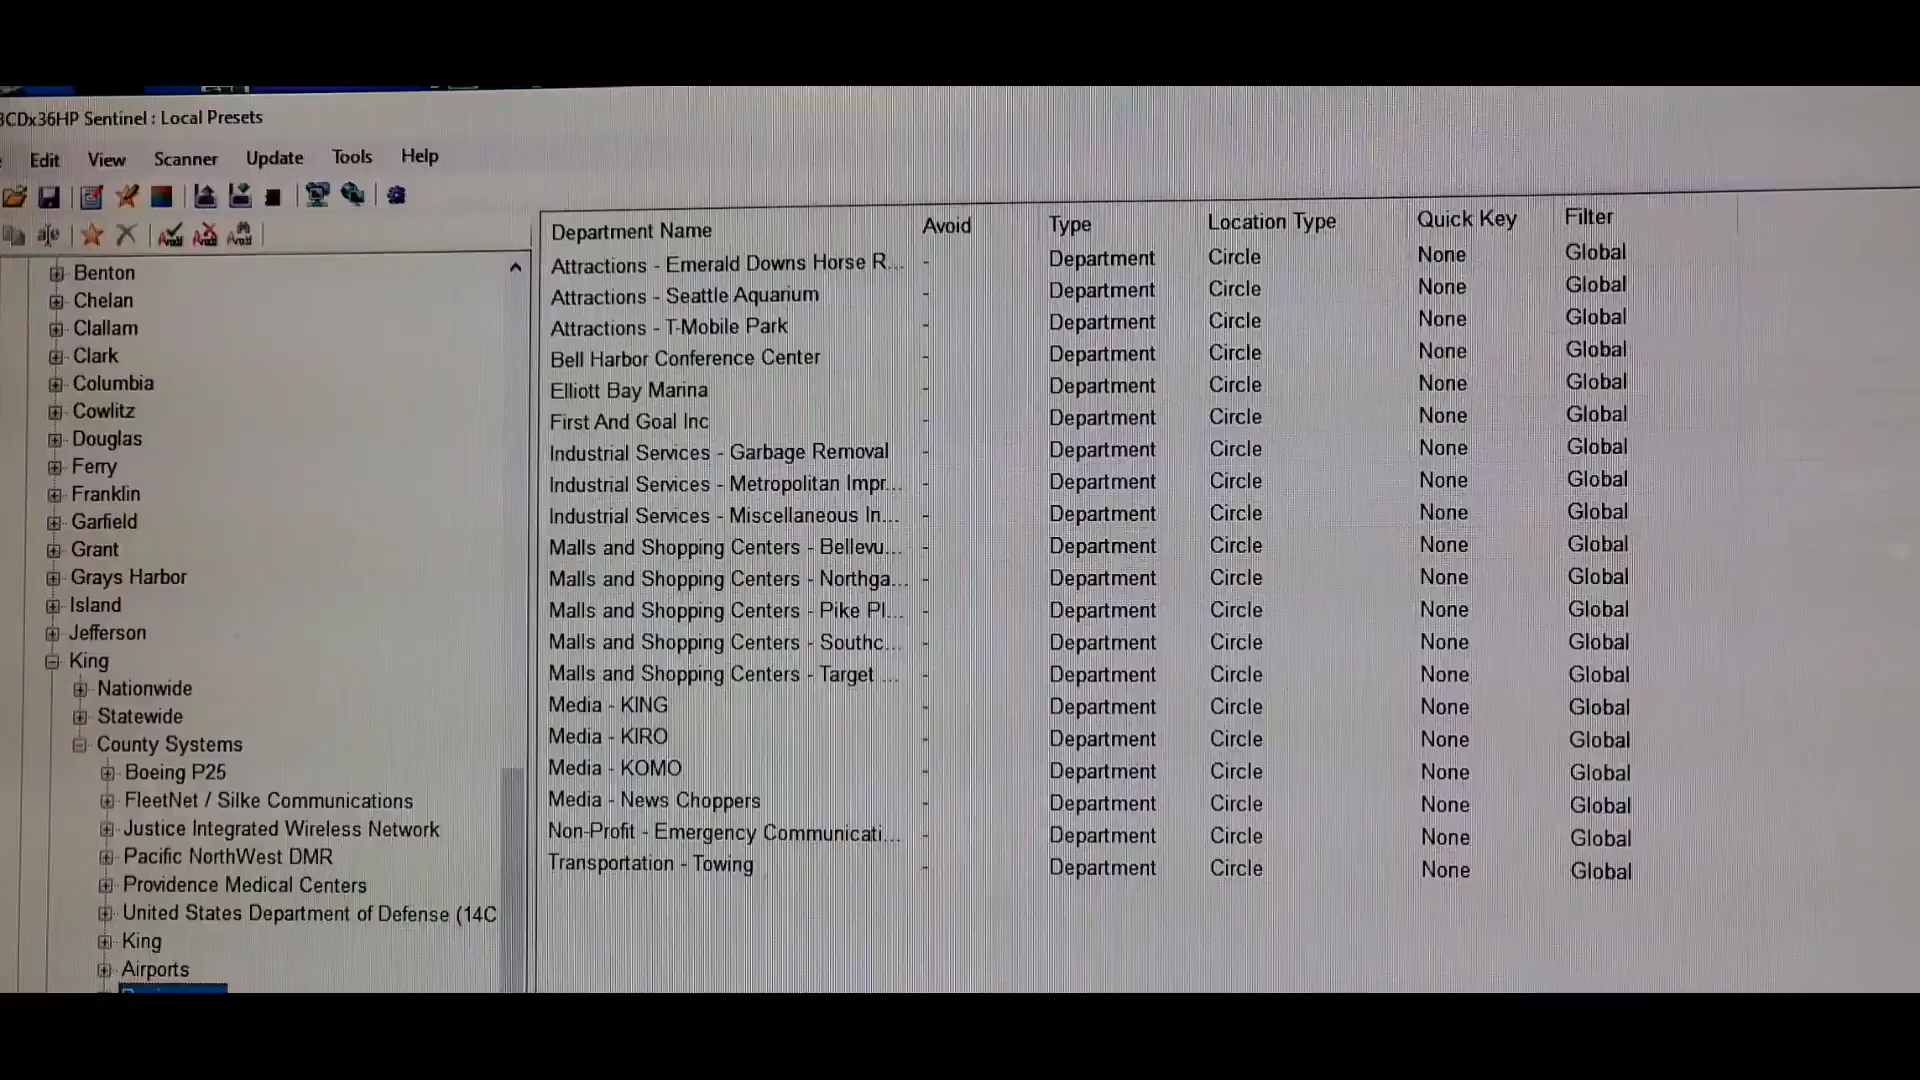 BCDx36HP Sentinel : Local Presets
Edit View Scanner Update Tools Help
Benton
Chelan
Clallam
Clark
Columbia
Cowlitz
Douglas
Ferry
Franklin
Garfield
Grant
Grays Harbor
Island
Jefferson
King
Nationwide
Statewide
County Systems
Boeing P25
FleetNet / Silke Communications
Justice Integrated Wireless Network
Pacific NorthWest DMR
Providence Medical Centers
United States Department of Defense (14C
King
Airports
Department Name Avoid Type Location Type Quick Key Filter
Attractions - Emerald Downs Horse R... - Department Circle None Global
Attractions - Seattle Aquarium - Department Circle None Global
Attractions - T-Mobile Park - Department Circle None Global
Bell Harbor Conference Center - Department Circle None Global
Elliott Bay Marina - Department Circle None Global
First And Goal Inc - Department Circle None Global
Industrial Services - Garbage Removal - Department Circle None Global
Industrial Services - Metropolitan Impr... - Department Circle None Global
Industrial Services - Miscellaneous In... - Department Circle None Global
Malls and Shopping Centers - Bellevu... - Department Circle None Global
Malls and Shopping Centers - Northga... - Department Circle None Global
Malls and Shopping Centers - Pike Pl... - Department Circle None Global
Malls and Shopping Centers - Southc... - Department Circle None Global
Malls and Shopping Centers - Target ... - Department Circle None Global
Media - KING - Department Circle None Global
Media - KIRO - Department Circle None Global
Media - KOMO - Department Circle None Global
Media - News Choppers - Department Circle None Global
Non-Profit - Emergency Communicati... - Department Circle None Global
Transportation - Towing - Department Circle None Global